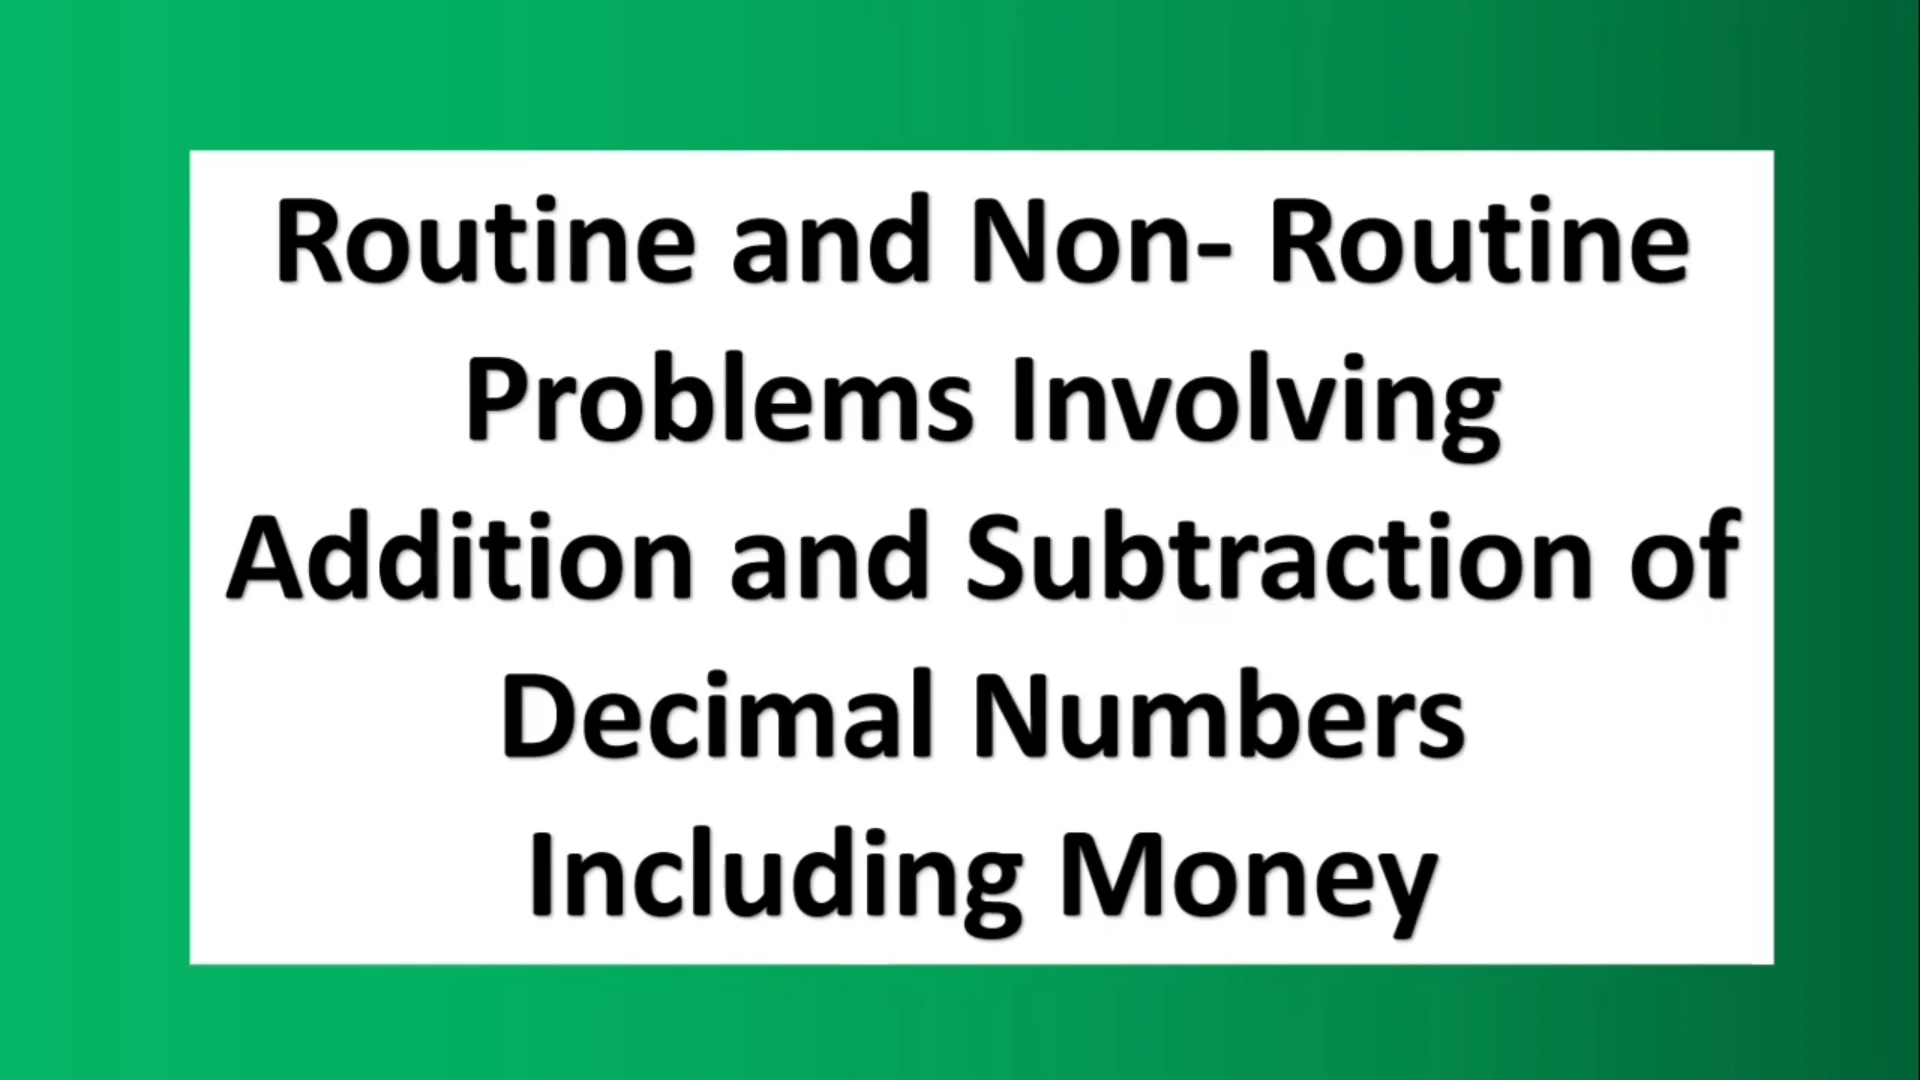 Routine and Non- Routine
Problems Involving
Addition and Subtraction of
Decimal Numbers
Including Money